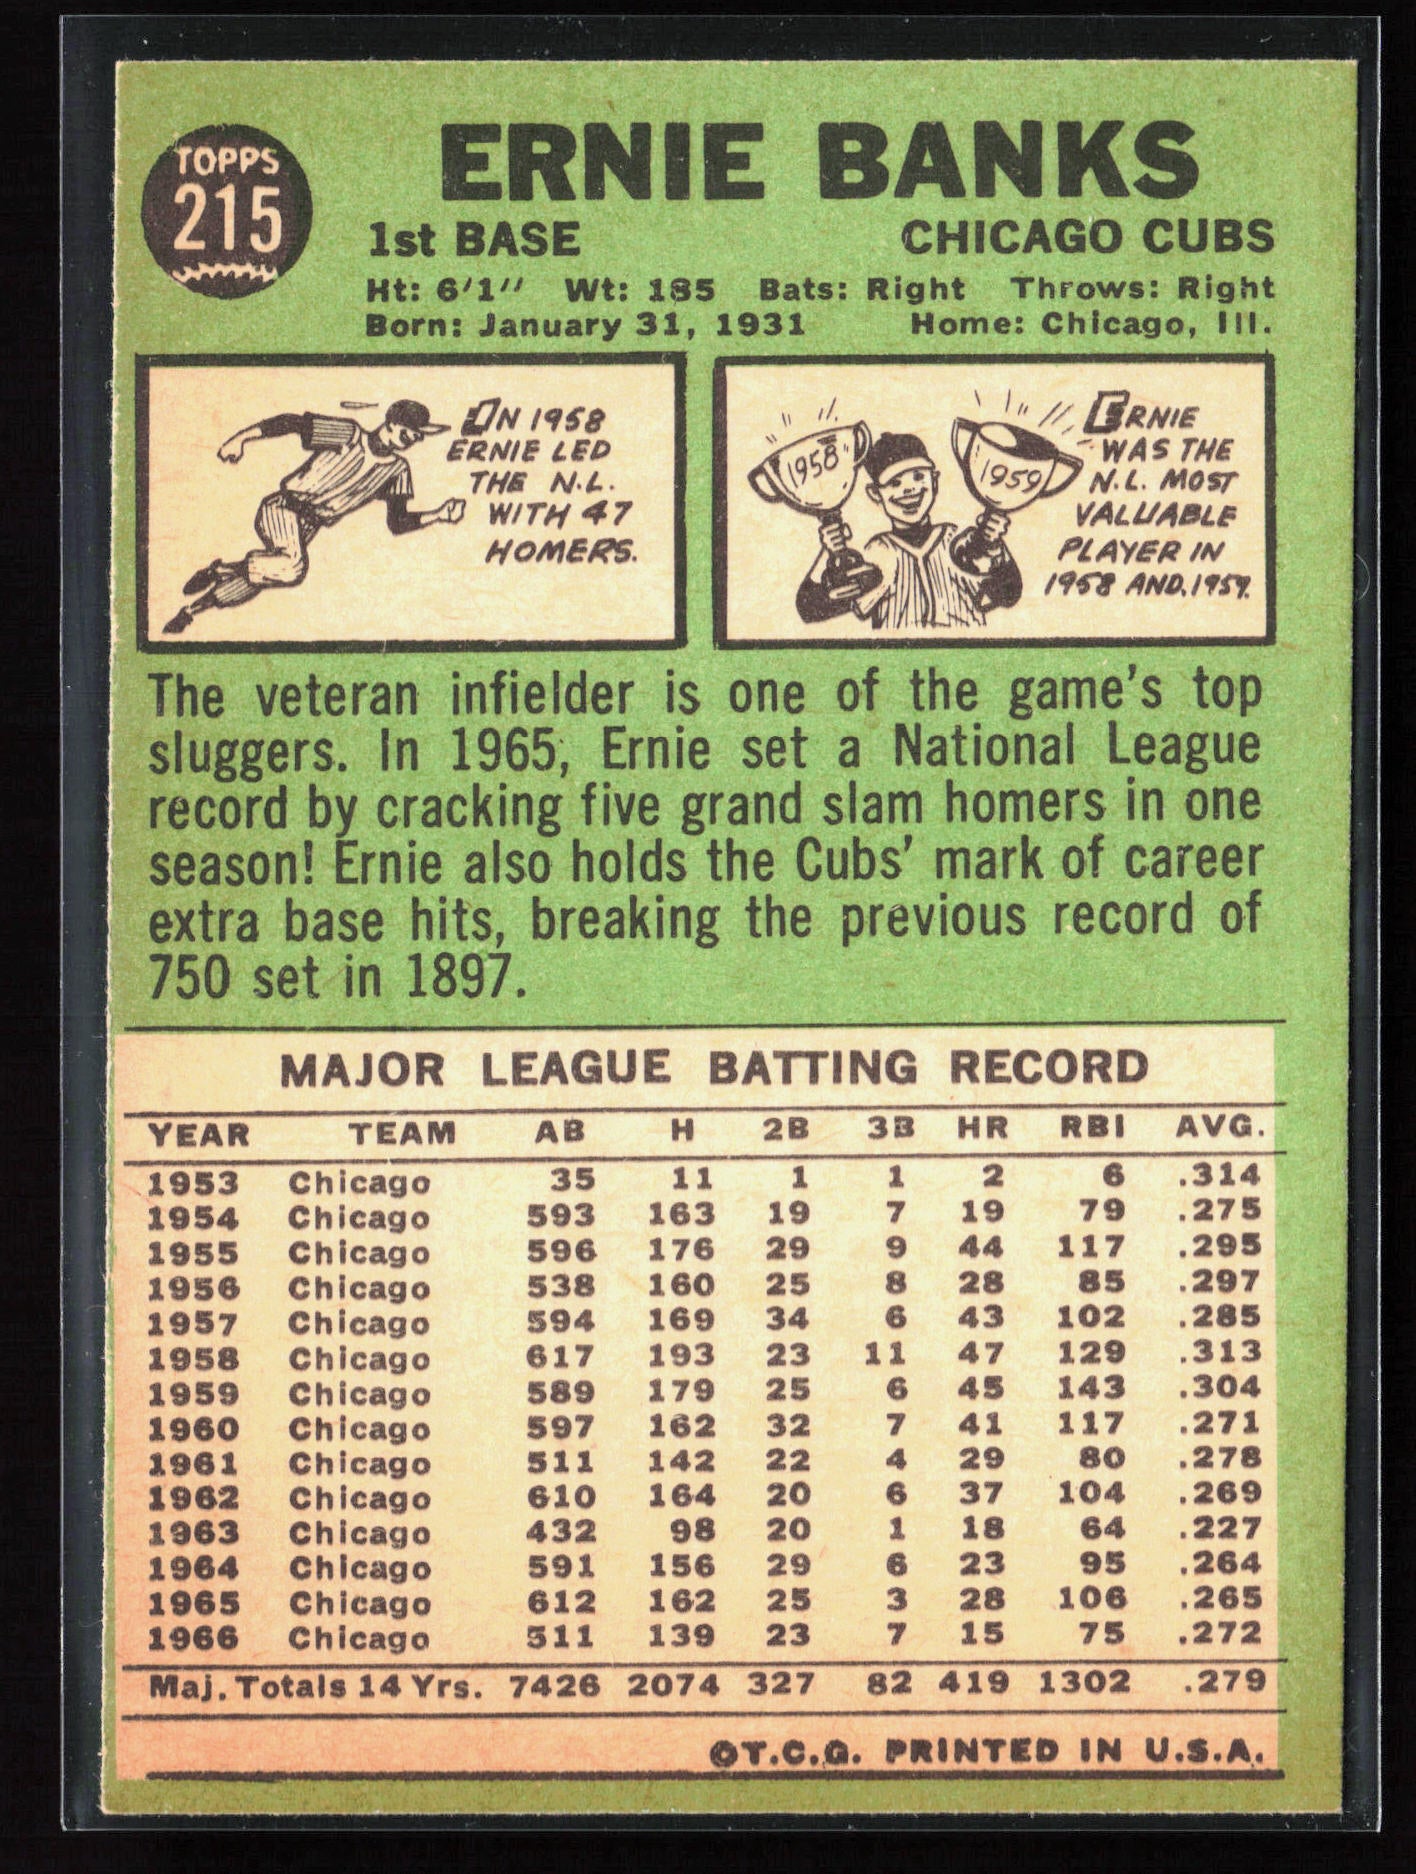 TOPPS
215
ERNIE BANKS
1st BASE CHICAGO CUBS
Ht: 6'1" Wt: 185 Bats: Right Throws: Right
Born: January 31, 1931 Home: Chicago, Ill.
IN 1958
ERNIE LED
THE N.L.
WITH 47
HOMERS.
1958
1959
ERNIE
WAS THE
N.L. MOST
VALUABLE
PLAYER IN
1958 AND 1959.
The veteran infielder is one of the game's top
sluggers. In 1965, Ernie set a National League
record by cracking five grand slam homers in one
season! Ernie also holds the Cubs' mark of career
extra base hits, breaking the previous record of
750 set in 1897.
MAJOR LEAGUE BATTING RECORD
YEAR TEAM AB H 2B 3B HR RBI AVG.
1953 Chicago 35 11 1 1 2 6 .314
1954 Chicago 593 163 19 7 19 79 .275
1955 Chicago 596 176 29 9 44 117 .295
1956 Chicago 538 160 25 8 28 85 .297
1957 Chicago 594 169 34 6 43 102 .285
1958 Chicago 617 193 23 11 47 129 .313
1959 Chicago 589 179 25 6 45 143 .304
1960 Chicago 597 162 32 7 41 117 .271
1961 Chicago 511 142 22 4 29 80 .278
1962 Chicago 610 164 20 6 37 104 .269
1963 Chicago 432 98 20 1 18 64 .227
1964 Chicago 591 156 29 6 23 95 .264
1965 Chicago 612 162 25 3 28 106 .265
1966 Chicago 511 139 23 7 15 75 .272
Maj. Totals 14 Yrs. 7426 2074 327 82 419 1302 .279
©T.C.G. PRINTED IN U.S.A.